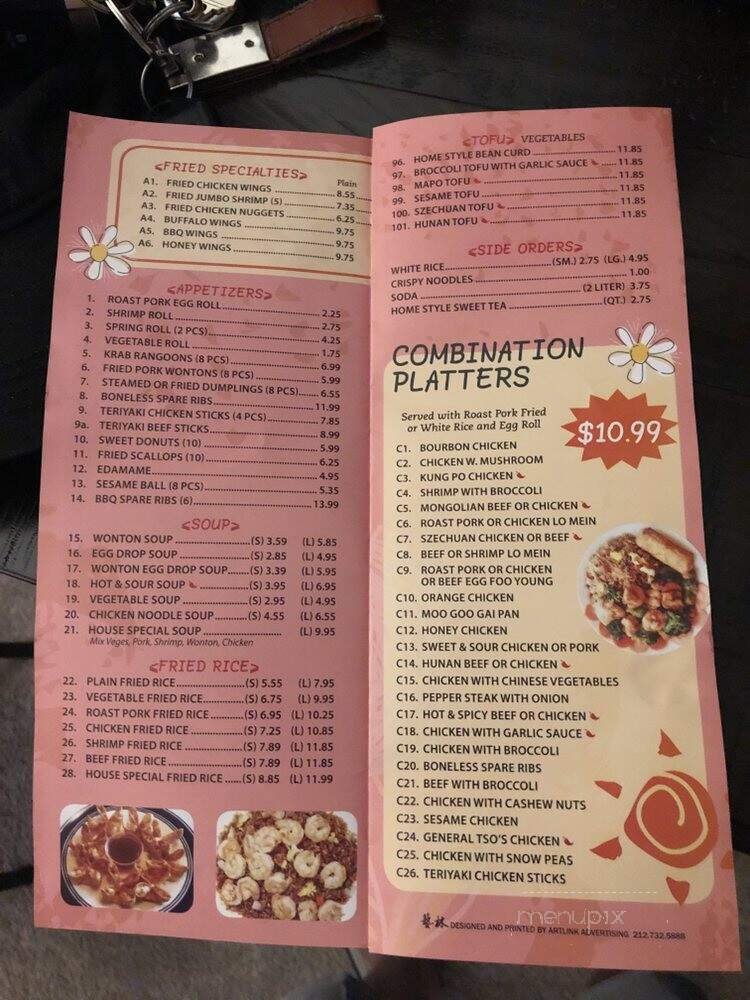 <FRIED SPECIALTIES>
Plain
A1. FRIED CHICKEN WINGS 8.55
A2. FRIED JUMBO SHRIMP (5) 7.35
A3. FRIED CHICKEN NUGGETS 6.25
A4. BUFFALO WINGS 9.75
A5. BBQ WINGS 9.75
A6. HONEY WINGS 9.75
<APPETIZERS>
1. ROAST PORK EGG ROLL 2.25
2. SHRIMP ROLL 2.75
3. SPRING ROLL (2 PCS) 4.25
4. VEGETABLE ROLL 1.75
5. KRAB RANGOONS (8 PCS) 6.99
6. FRIED PORK WONTONS (8 PCS) 5.99
7. STEAMED OR FRIED DUMPLINGS (8 PCS) 6.55
8. BONELESS SPARE RIBS 11.99
9. TERIYAKI CHICKEN STICKS (4 PCS) 7.85
9a. TERIYAKI BEEF STICKS 8.99
10. SWEET DONUTS (10) 5.99
11. FRIED SCALLOPS (10) 6.25
12. EDAMAME 4.95
13. SESAME BALL (8 PCS) 5.35
14. BBQ SPARE RIBS (6) 13.99
<SOUP>
15. WONTON SOUP (S) 3.59 (L) 5.85
16. EGG DROP SOUP (S) 2.85 (L) 4.95
17. WONTON EGG DROP SOUP (S) 3.39 (L) 5.95
18. HOT & SOUR SOUP (S) 3.95 (L) 6.95
19. VEGETABLE SOUP (S) 2.95 (L) 4.95
20. CHICKEN NOODLE SOUP (S) 4.55 (L) 6.55
21. HOUSE SPECIAL SOUP (L) 9.95
Mix Veges, Pork, Shrimp, Wonton, Chicken
<FRIED RICE>
22. PLAIN FRIED RICE (S) 5.55 (L) 7.95
23. VEGETABLE FRIED RICE (S) 6.75 (L) 9.95
24. ROAST PORK FRIED RICE (S) 6.95 (L) 10.25
25. CHICKEN FRIED RICE (S) 7.25 (L) 10.85
26. SHRIMP FRIED RICE (S) 7.89 (L) 11.85
27. BEEF FRIED RICE (S) 7.89 (L) 11.85
28. HOUSE SPECIAL FRIED RICE (S) 8.85 (L) 11.99
<TOFU> VEGETABLES
96. HOME STYLE BEAN CURD 11.85
97. BROCCOLI TOFU WITH GARLIC SAUCE 11.85
98. MAPO TOFU 11.85
99. SESAME TOFU 11.85
100. SZECHUAN TOFU 11.85
101. HUNAN TOFU 11.85
<SIDE ORDERS>
WHITE RICE (SM.) 2.75 (LG.) 4.95
CRISPY NOODLES 1.00
SODA (2 LITER) 3.75
HOME STYLE SWEET TEA (QT.) 2.75
COMBINATION
PLATTERS
Served with Roast Pork Fried
or White Rice and Egg Roll
$10.99
C1. BOURBON CHICKEN
C2. CHICKEN W. MUSHROOM
C3. KUNG PO CHICKEN
C4. SHRIMP WITH BROCCOLI
C5. MONGOLIAN BEEF OR CHICKEN
C6. ROAST PORK OR CHICKEN LO MEIN
C7. SZECHUAN CHICKEN OR BEEF
C8. BEEF OR SHRIMP LO MEIN
C9. ROAST PORK OR CHICKEN
OR BEEF EGG FOO YOUNG
C10. ORANGE CHICKEN
C11. MOO GOO GAI PAN
C12. HONEY CHICKEN
C13. SWEET & SOUR CHICKEN OR PORK
C14. HUNAN BEEF OR CHICKEN
C15. CHICKEN WITH CHINESE VEGETABLES
C16. PEPPER STEAK WITH ONION
C17. HOT & SPICY BEEF OR CHICKEN
C18. CHICKEN WITH GARLIC SAUCE
C19. CHICKEN WITH BROCCOLI
C20. BONELESS SPARE RIBS
C21. BEEF WITH BROCCOLI
C22. CHICKEN WITH CASHEW NUTS
C23. SESAME CHICKEN
C24. GENERAL TSO'S CHICKEN
C25. CHICKEN WITH SNOW PEAS
C26. TERIYAKI CHICKEN STICKS
menupix
藝林 DESIGNED AND PRINTED BY ARTLINK ADVERTISING 212.732.5888